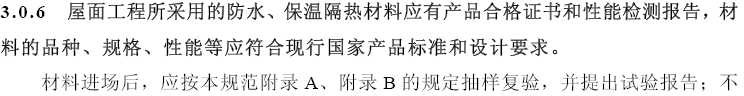 3.0.6 屋面工程所采用的防水、保温隔热材料应有产品合格证书和性能检测报告，材
料的品种、规格、性能等应符合现行国家产品标准和设计要求。
材料进场后，应按本规范附录 A、附录 B 的规定抽样复验，并提出试验报告；不